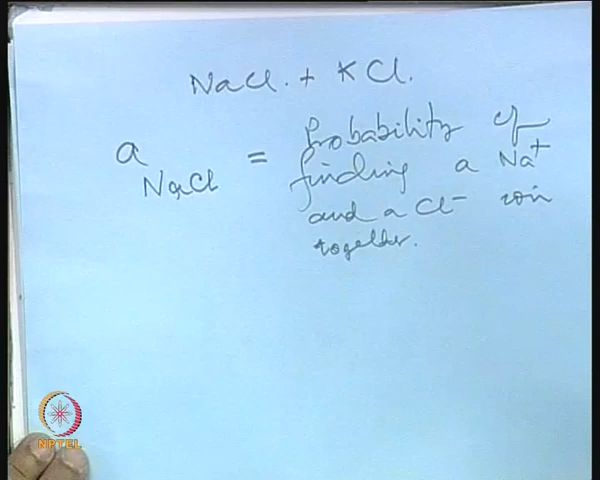 NaCl + KCl.
a NaCl = Probability of
finding a Na+
and a Cl- ion
together.
NPTEL